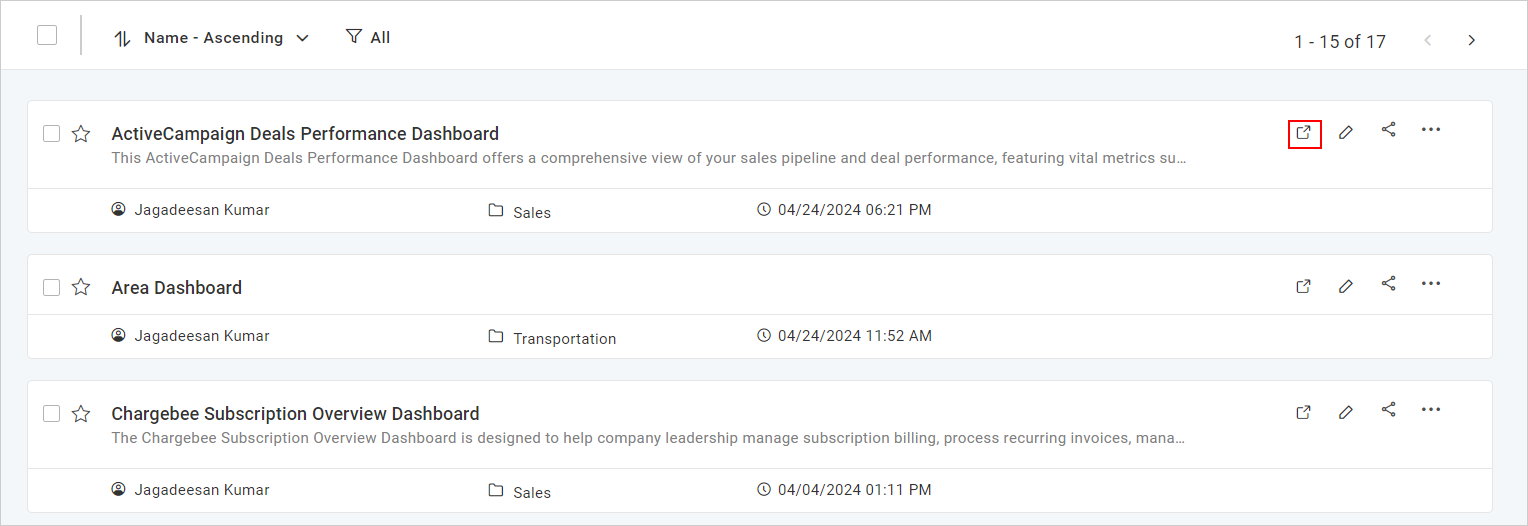 Name - Ascending
All
1 - 15 of 17
ActiveCampaign Deals Performance Dashboard
This ActiveCampaign Deals Performance Dashboard offers a comprehensive view of your sales pipeline and deal performance, featuring vital metrics su...
Jagadeesan Kumar
Sales
04/24/2024 06:21 PM
Area Dashboard
Jagadeesan Kumar
Transportation
04/24/2024 11:52 AM
Chargebee Subscription Overview Dashboard
The Chargebee Subscription Overview Dashboard is designed to help company leadership manage subscription billing, process recurring invoices, mana...
Jagadeesan Kumar
Sales
04/04/2024 01:11 PM